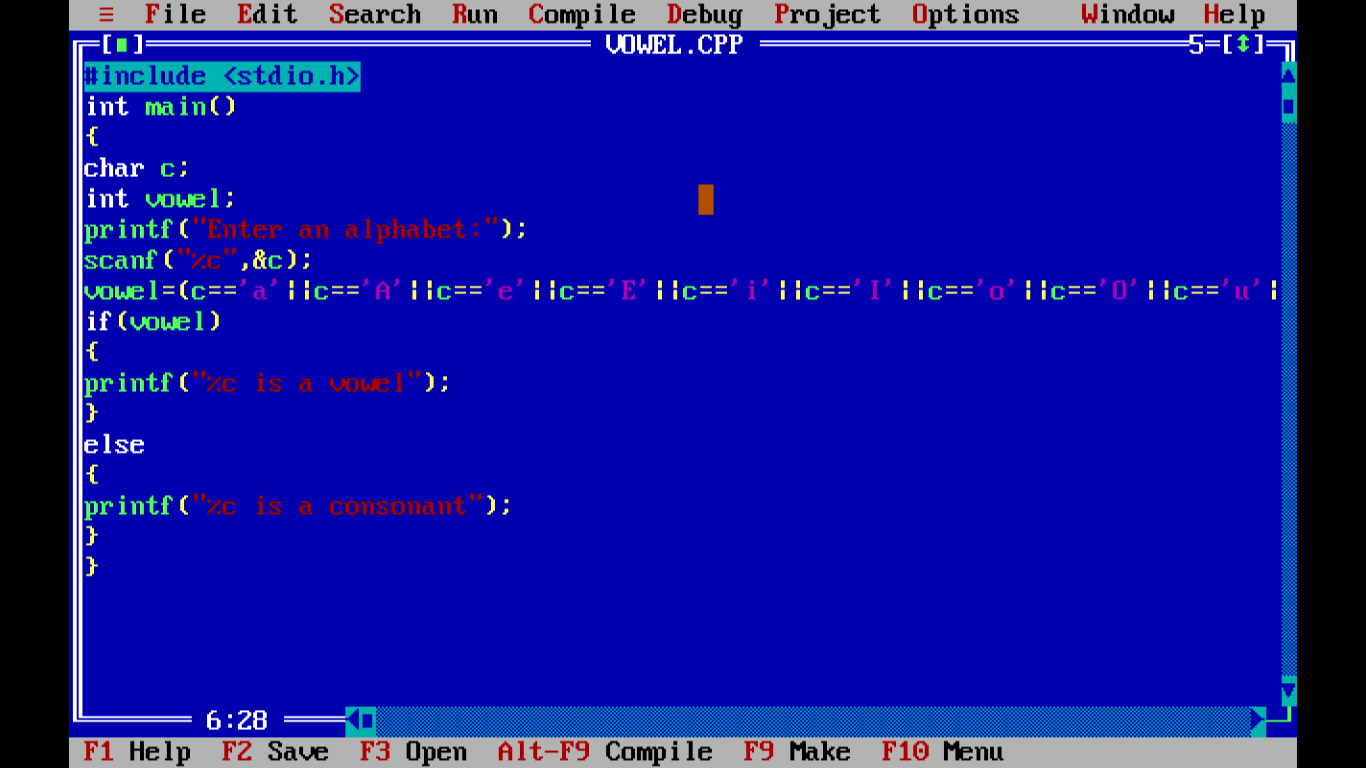 ≡ File Edit Search Run Compile Debug Project Options Window Help
[■] VOWEL.CPP 5=[↕]
#include <stdio.h>
int main()
{
char c;
int vowel;
printf("Enter an alphabet:");
scanf("%c",&c);
vowel=(c=='a'||c=='A'||c=='e'||c=='E'||c=='i'||c=='I'||c=='o'||c=='O'||c=='u'|
if(vowel)
{
printf("%c is a vowel");
}
else
{
printf("%c is a consonant");
}
}
6:28
F1 Help F2 Save F3 Open Alt-F9 Compile F9 Make F10 Menu